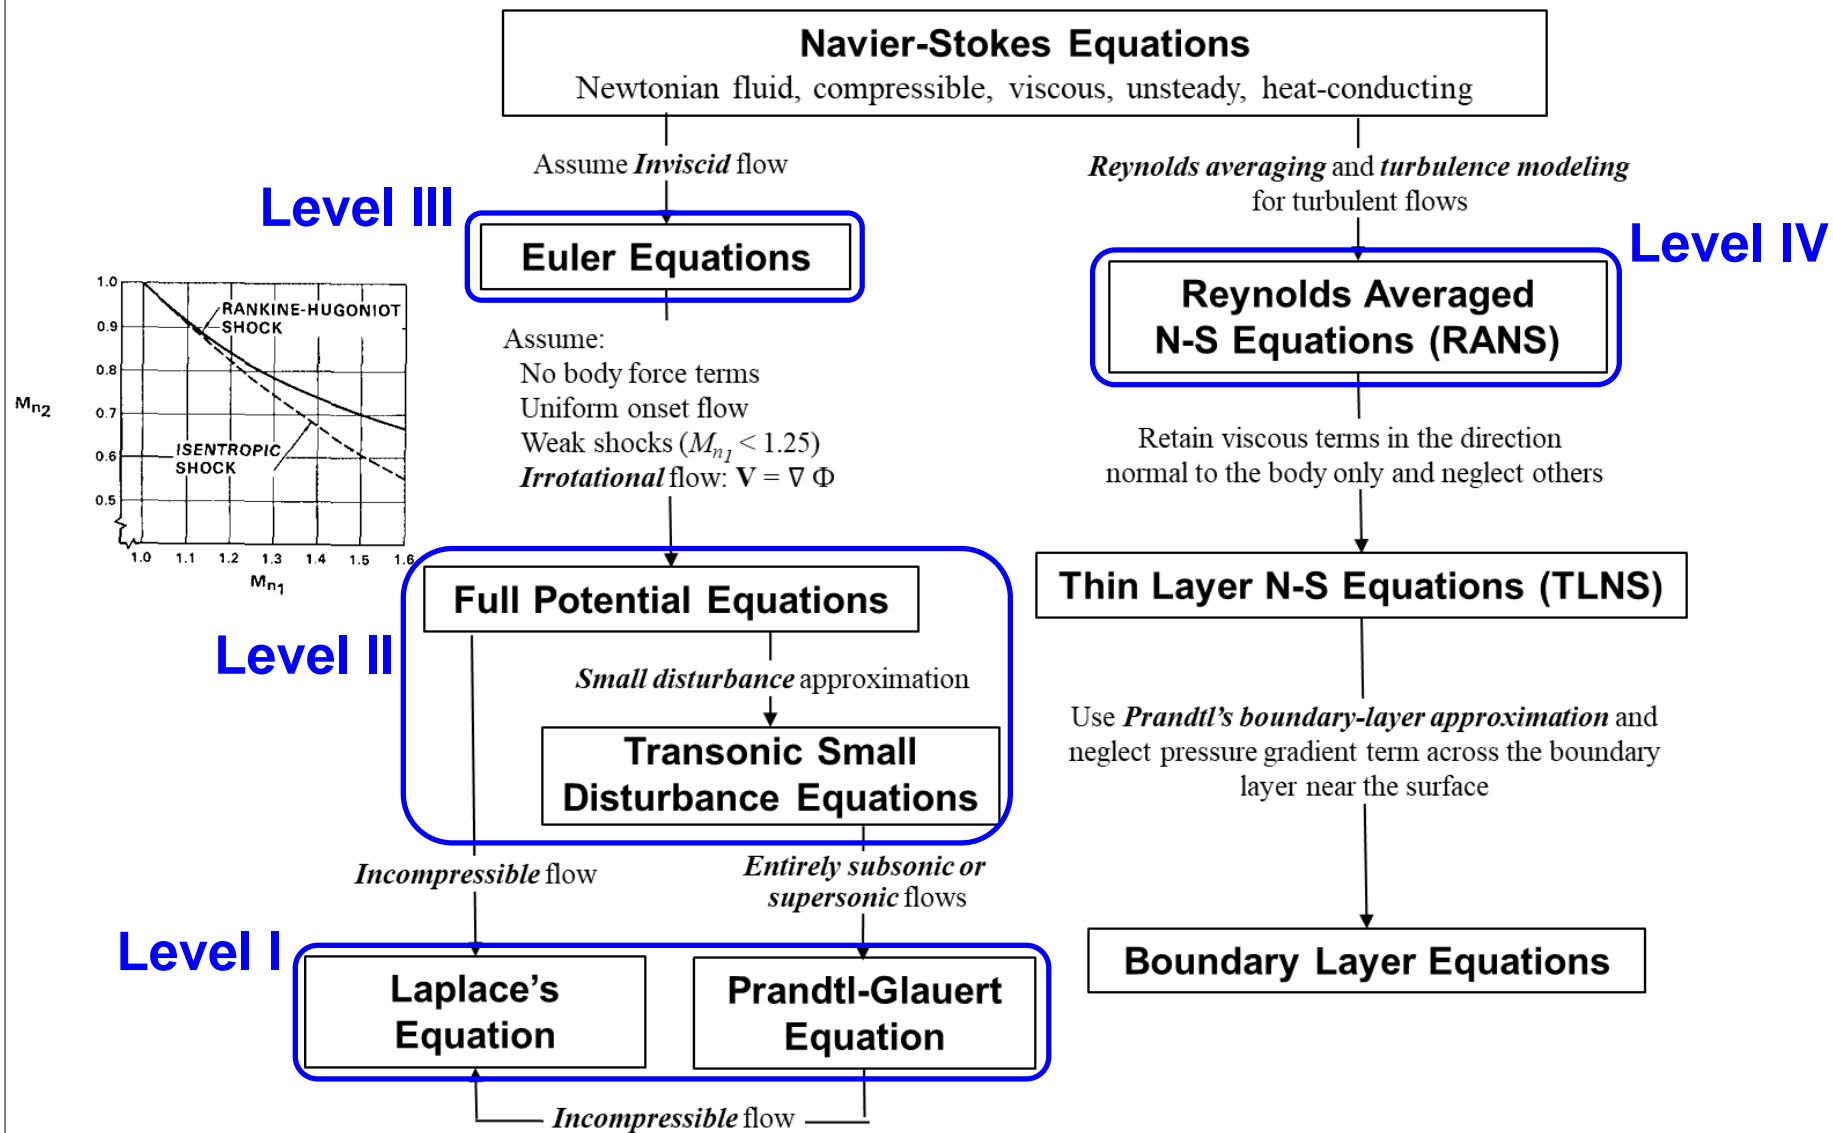 Navier-Stokes Equations
Newtonian fluid, compressible, viscous, unsteady, heat-conducting
Assume Inviscid flow
Level III
Euler Equations
Reynolds averaging and turbulence modeling
for turbulent flows
Level IV
Reynolds Averaged
N-S Equations (RANS)
1.0
0.9
0.8
0.7
0.6
0.5
Mn2
RANKINE-HUGONIOT
SHOCK
ISENTROPIC
SHOCK
1.0 1.1 1.2 1.3 1.4 1.5 1.6
Mn1
Assume:
No body force terms
Uniform onset flow
Weak shocks (Mn1 < 1.25)
Irrotational flow: V = ∇ Φ
Retain viscous terms in the direction
normal to the body only and neglect others
Level II
Full Potential Equations
Small disturbance approximation
Transonic Small
Disturbance Equations
Thin Layer N-S Equations (TLNS)
Use Prandtl’s boundary-layer approximation and
neglect pressure gradient term across the boundary
layer near the surface
Incompressible flow
Entirely subsonic or
supersonic flows
Level I
Laplace’s
Equation
Prandtl-Glauert
Equation
Boundary Layer Equations
Incompressible flow